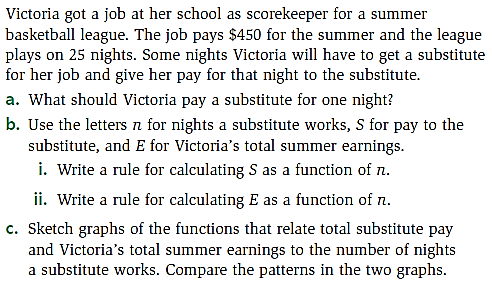 Victoria got a job at her school as scorekeeper for a summer
basketball league. The job pays $450 for the summer and the league
plays on 25 nights. Some nights Victoria will have to get a substitute
for her job and give her pay for that night to the substitute.
a. What should Victoria pay a substitute for one night?
b. Use the letters n for nights a substitute works, S for pay to the
substitute, and E for Victoria's total summer earnings.
i. Write a rule for calculating S as a function of n.
ii. Write a rule for calculating E as a function of n.
c. Sketch graphs of the functions that relate total substitute pay
and Victoria's total summer earnings to the number of nights
a substitute works. Compare the patterns in the two graphs.